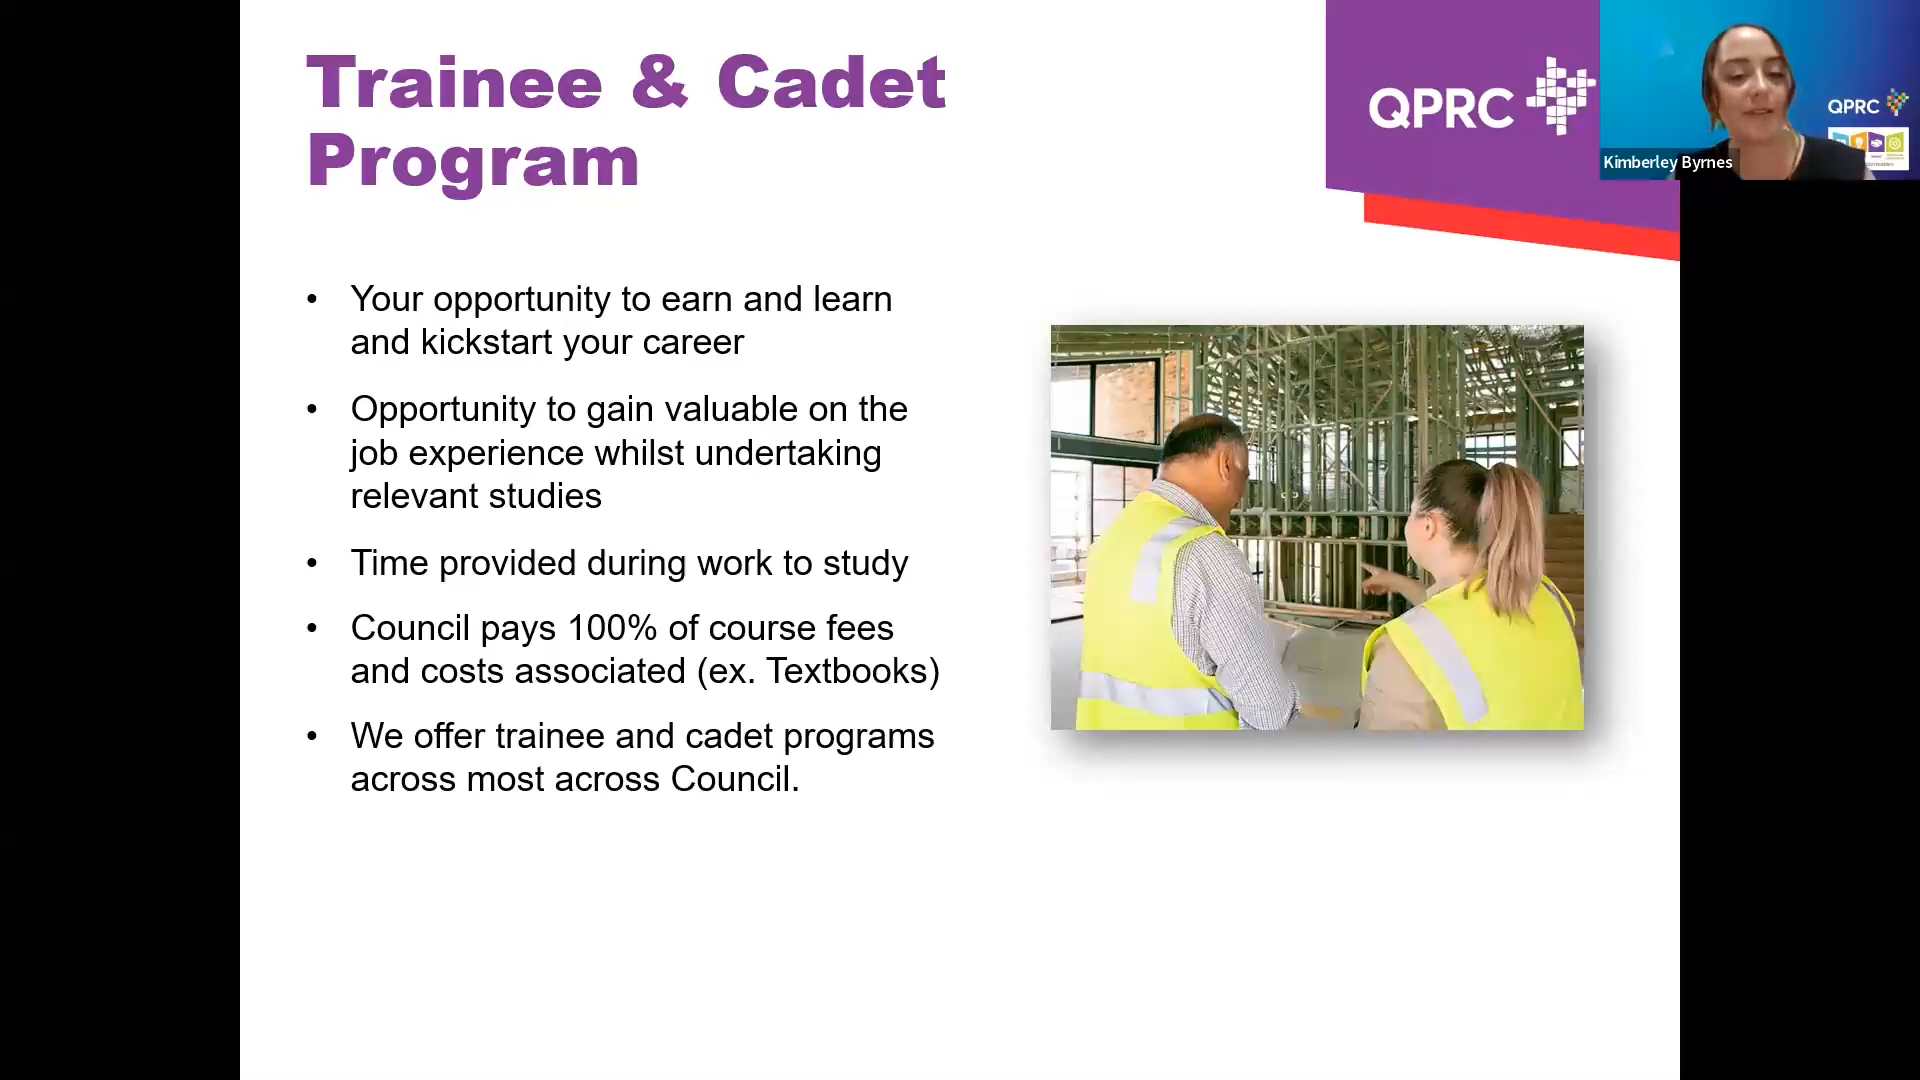 Trainee & Cadet
Program
QPRC
QPRC
Kimberley Byrnes
• Your opportunity to earn and learn
and kickstart your career
• Opportunity to gain valuable on the
job experience whilst undertaking
relevant studies
• Time provided during work to study
• Council pays 100% of course fees
and costs associated (ex. Textbooks)
• We offer trainee and cadet programs
across most across Council.